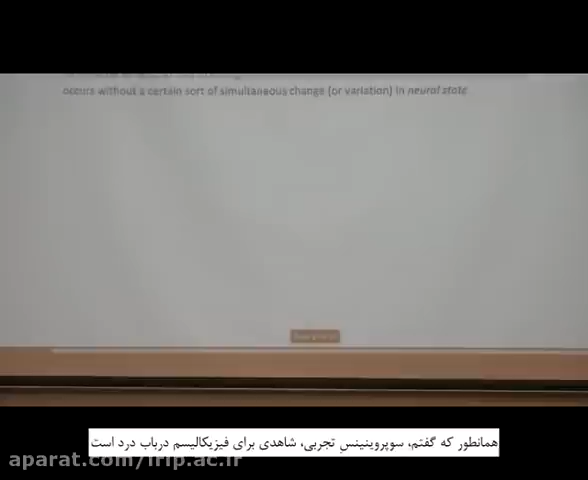 occurs without a certain sort of simultaneous change (or variation) in neural state
همانطور که گفتم، سوپروینینسِ تجربی، شاهدی برای فیزیکالیسم درباب درد است
aparat.com/irip.ac.ir